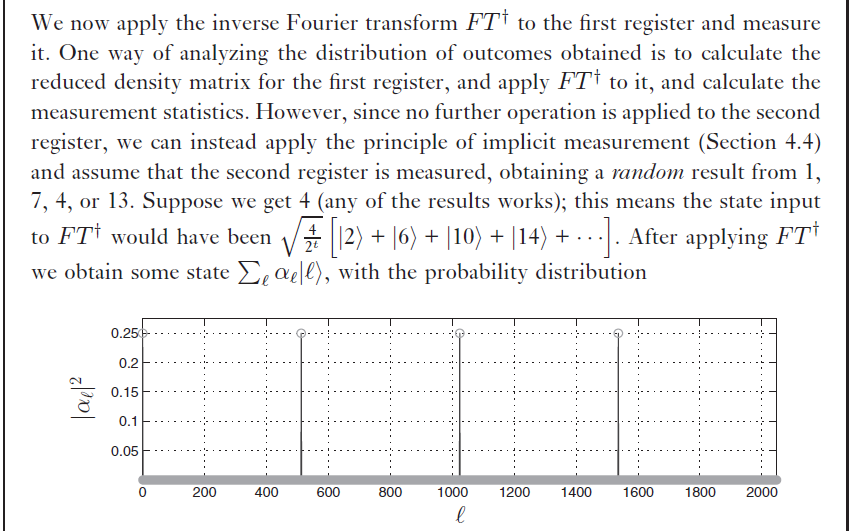 We now apply the inverse Fourier transform FT† to the first register and measure
it. One way of analyzing the distribution of outcomes obtained is to calculate the
reduced density matrix for the first register, and apply FT† to it, and calculate the
measurement statistics. However, since no further operation is applied to the second
register, we can instead apply the principle of implicit measurement (Section 4.4)
and assume that the second register is measured, obtaining a random result from 1,
7, 4, or 13. Suppose we get 4 (any of the results works); this means the state input
to FT† would have been √(4/2ᵗ) [|2⟩ + |6⟩ + |10⟩ + |14⟩ + ···]. After applying FT†
we obtain some state ∑ℓ αℓ|ℓ⟩, with the probability distribution
0.25
0.2
0.15
0.1
0.05
|αℓ|²
0 200 400 600 800 1000 1200 1400 1600 1800 2000
ℓ